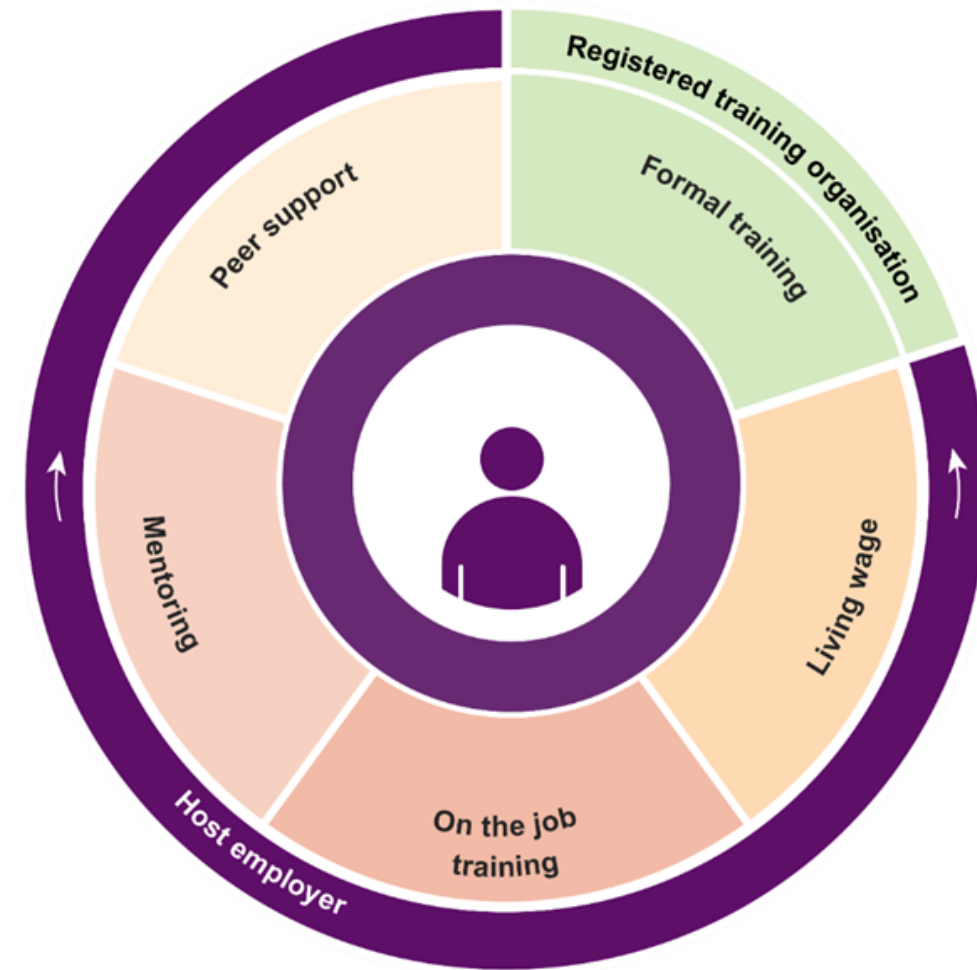 Registered training organisation
Formal training
Peer support
Living wage
Mentoring
On the job
training
Host employer